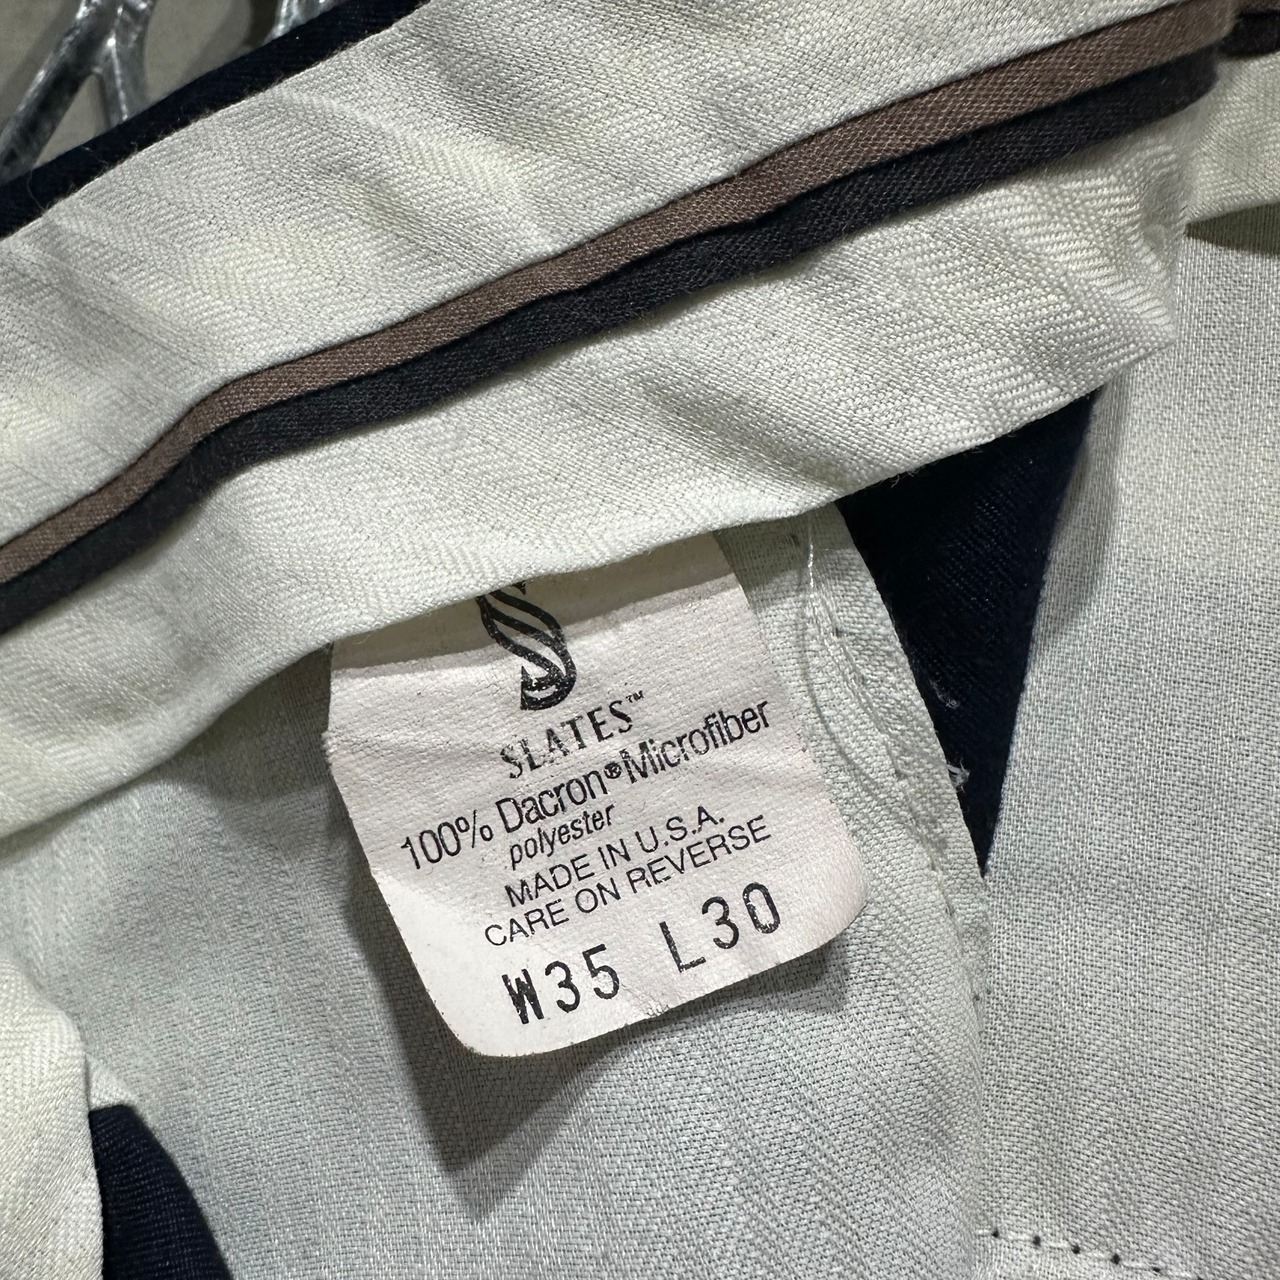 S
SLATES™
100% Dacron® Microfiber
polyester
MADE IN U.S.A.
CARE ON REVERSE
W35 L30